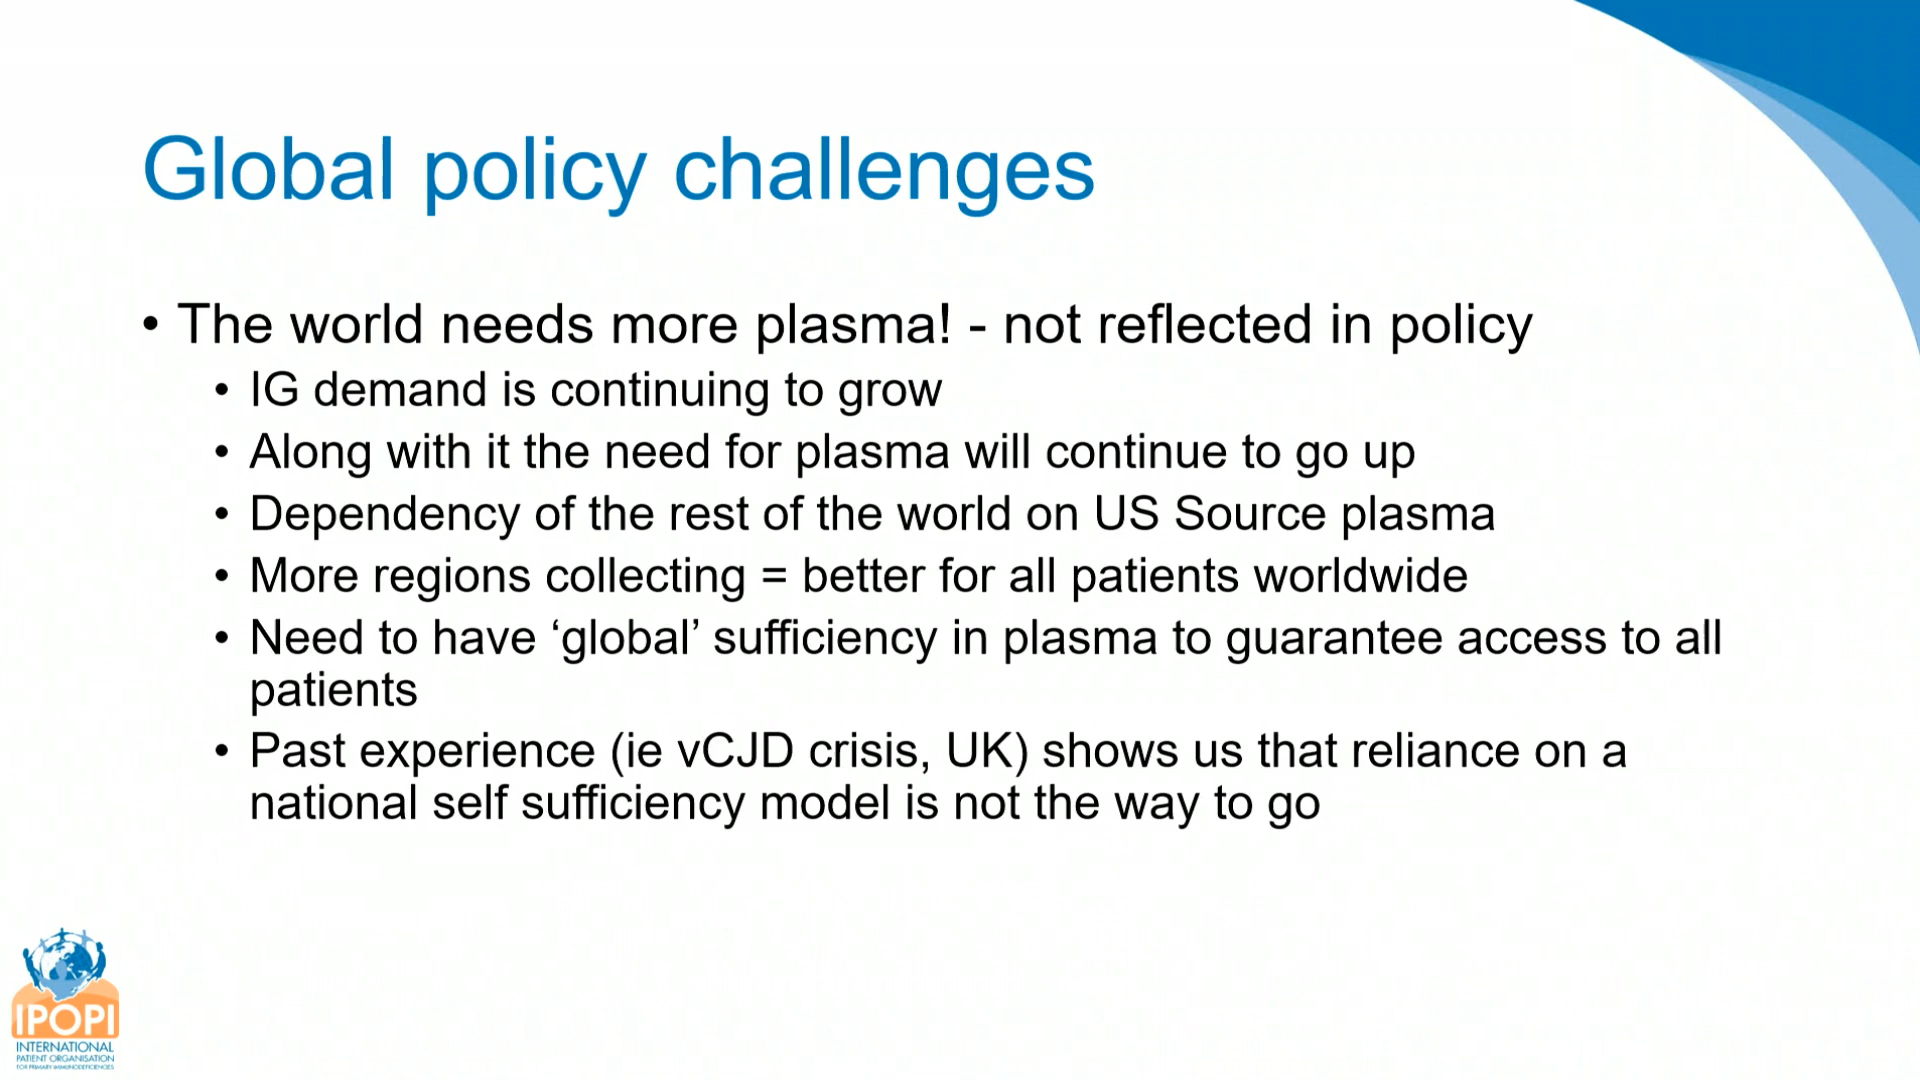 Global policy challenges
• The world needs more plasma! - not reflected in policy
• IG demand is continuing to grow
• Along with it the need for plasma will continue to go up
• Dependency of the rest of the world on US Source plasma
• More regions collecting = better for all patients worldwide
• Need to have ‘global’ sufficiency in plasma to guarantee access to all
patients
• Past experience (ie vCJD crisis, UK) shows us that reliance on a
national self sufficiency model is not the way to go
IPOPI
INTERNATIONAL
PATIENT ORGANISATION
FOR PRIMARY IMMUNODEFICIENCIES